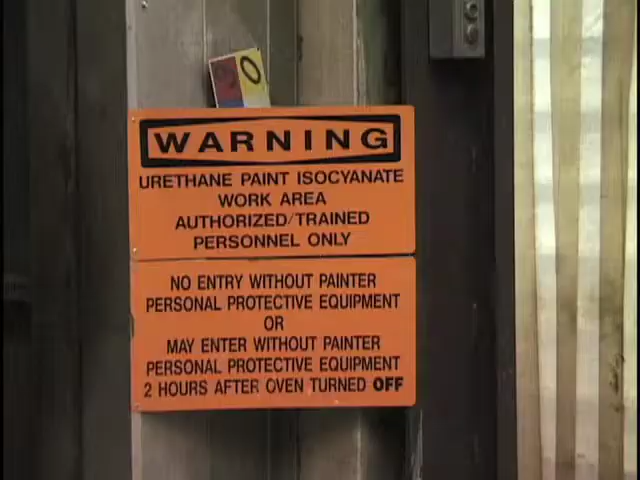 0
WARNING
URETHANE PAINT ISOCYANATE
WORK AREA
AUTHORIZED/TRAINED
PERSONNEL ONLY
NO ENTRY WITHOUT PAINTER
PERSONAL PROTECTIVE EQUIPMENT
OR
MAY ENTER WITHOUT PAINTER
PERSONAL PROTECTIVE EQUIPMENT
2 HOURS AFTER OVEN TURNED OFF